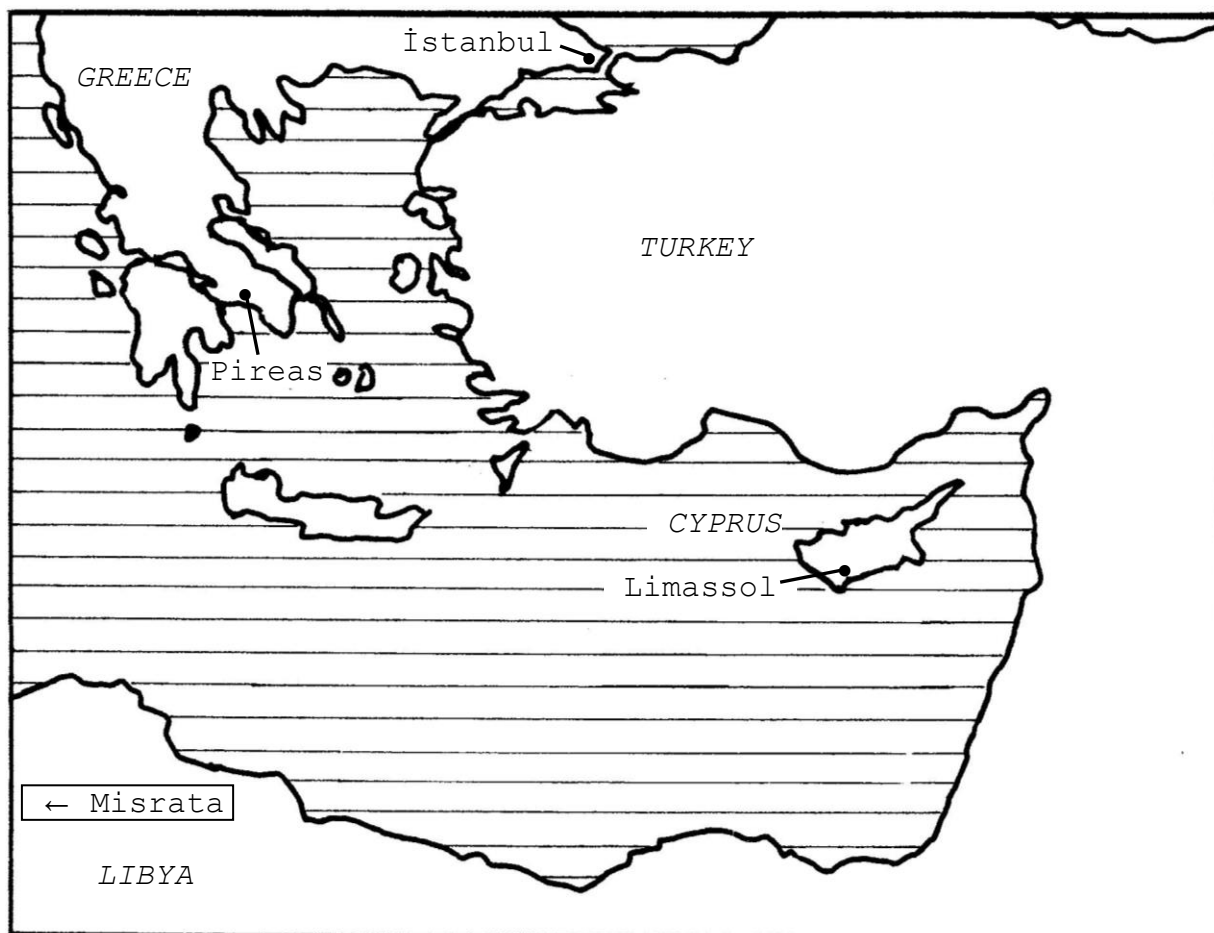 İstanbul
GREECE
TURKEY
Pireas
CYPRUS
Limassol
← Misrata
LIBYA